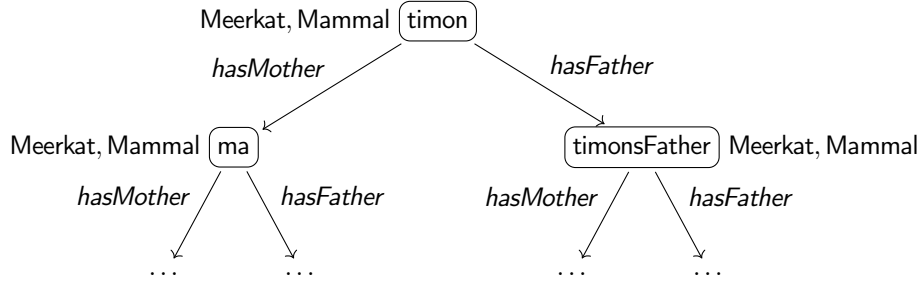 Meerkat, Mammal timon
hasMother hasFather
Meerkat, Mammal ma timonsFather Meerkat, Mammal
hasMother hasFather hasMother hasFather
... ... ... ...